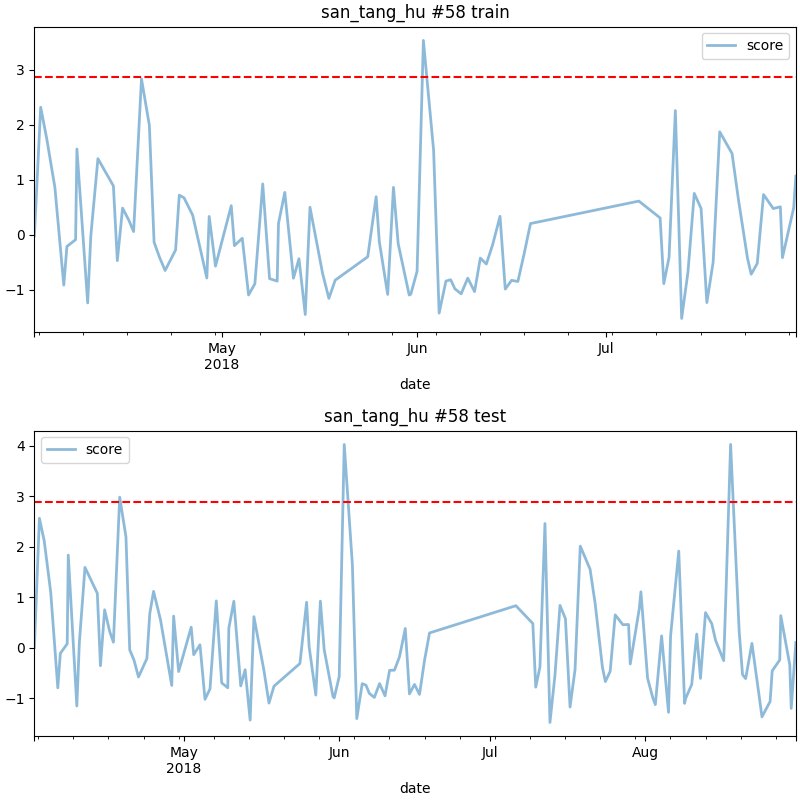 san_tang_hu #58 train
score
3
2
1
0
−1
May
2018
Jun
Jul
date
san_tang_hu #58 test
score
4
3
2
1
0
−1
May
2018
Jun
Jul
Aug
date